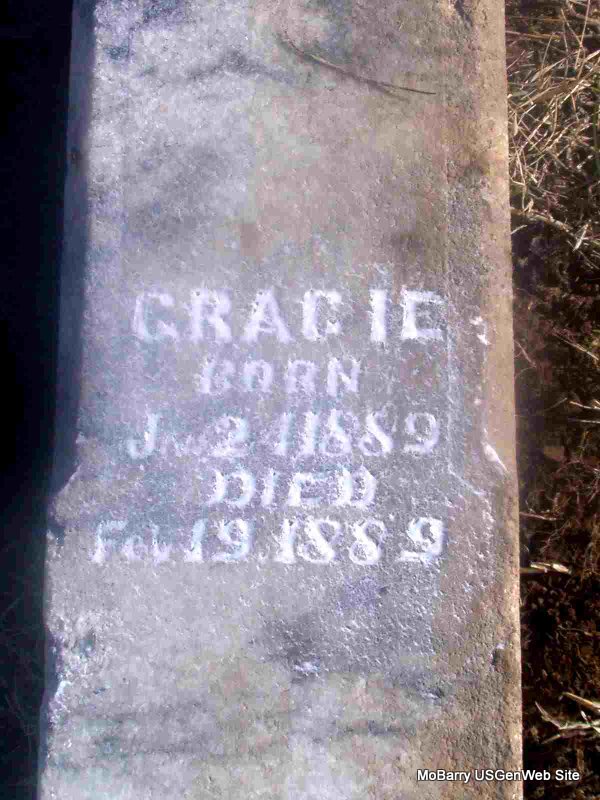 GRACIE
BORN
Jan 24 1889
DIED
Feb 19, 1889
MoBarry USGenWeb Site